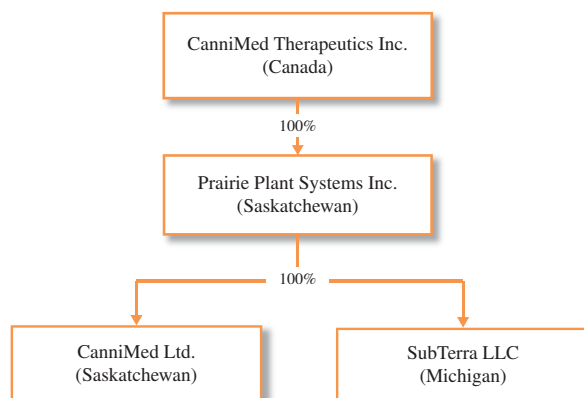 CanniMed Therapeutics Inc.
(Canada)
100%
Prairie Plant Systems Inc.
(Saskatchewan)
100%
CanniMed Ltd.
(Saskatchewan)
SubTerra LLC
(Michigan)